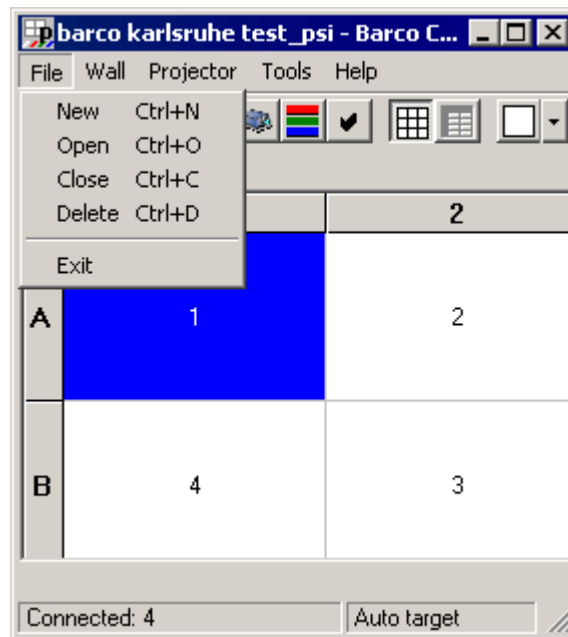 barco karlsruhe test_psi - Barco C...
File Wall Projector Tools Help
New Ctrl+N
Open Ctrl+O
Close Ctrl+C
Delete Ctrl+D
Exit
2
A 1 2
B 4 3
Connected: 4 Auto target